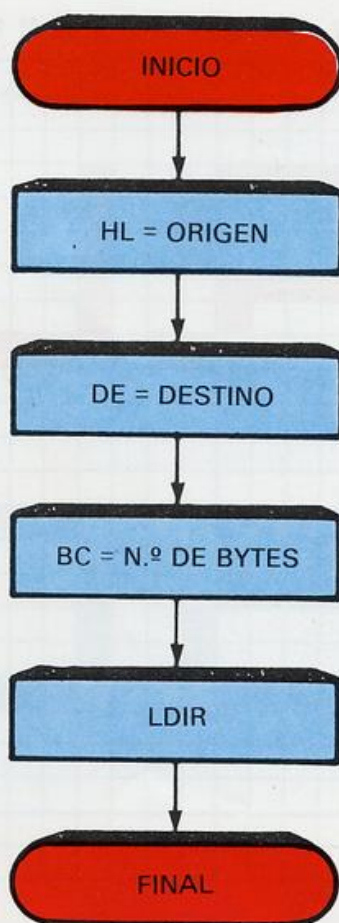 INICIO
HL = ORIGEN
DE = DESTINO
BC = N.º DE BYTES
LDIR
FINAL